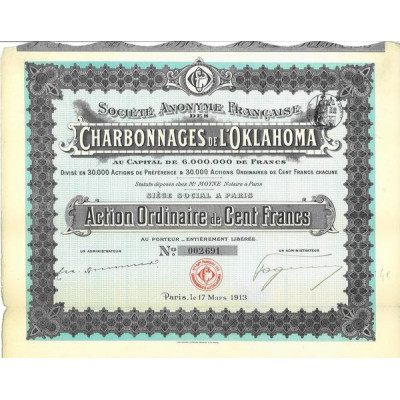 Société Anonyme Française
des
Charbonnages de l'Oklahoma
au Capital de 6.000.000 de Francs
Divisé en 30.000 Actions de Préférence & 30.000 Actions Ordinaires de Cent Francs chacune
Statuts déposés chez Me MOYNE Notaire à Paris
Siège Social à Paris
Action Ordinaire de Cent Francs
au Porteur _ Entièrement Libérée.
Un Administrateur
No 002691
Un Administrateur
Paris, le 17 Mars 1913